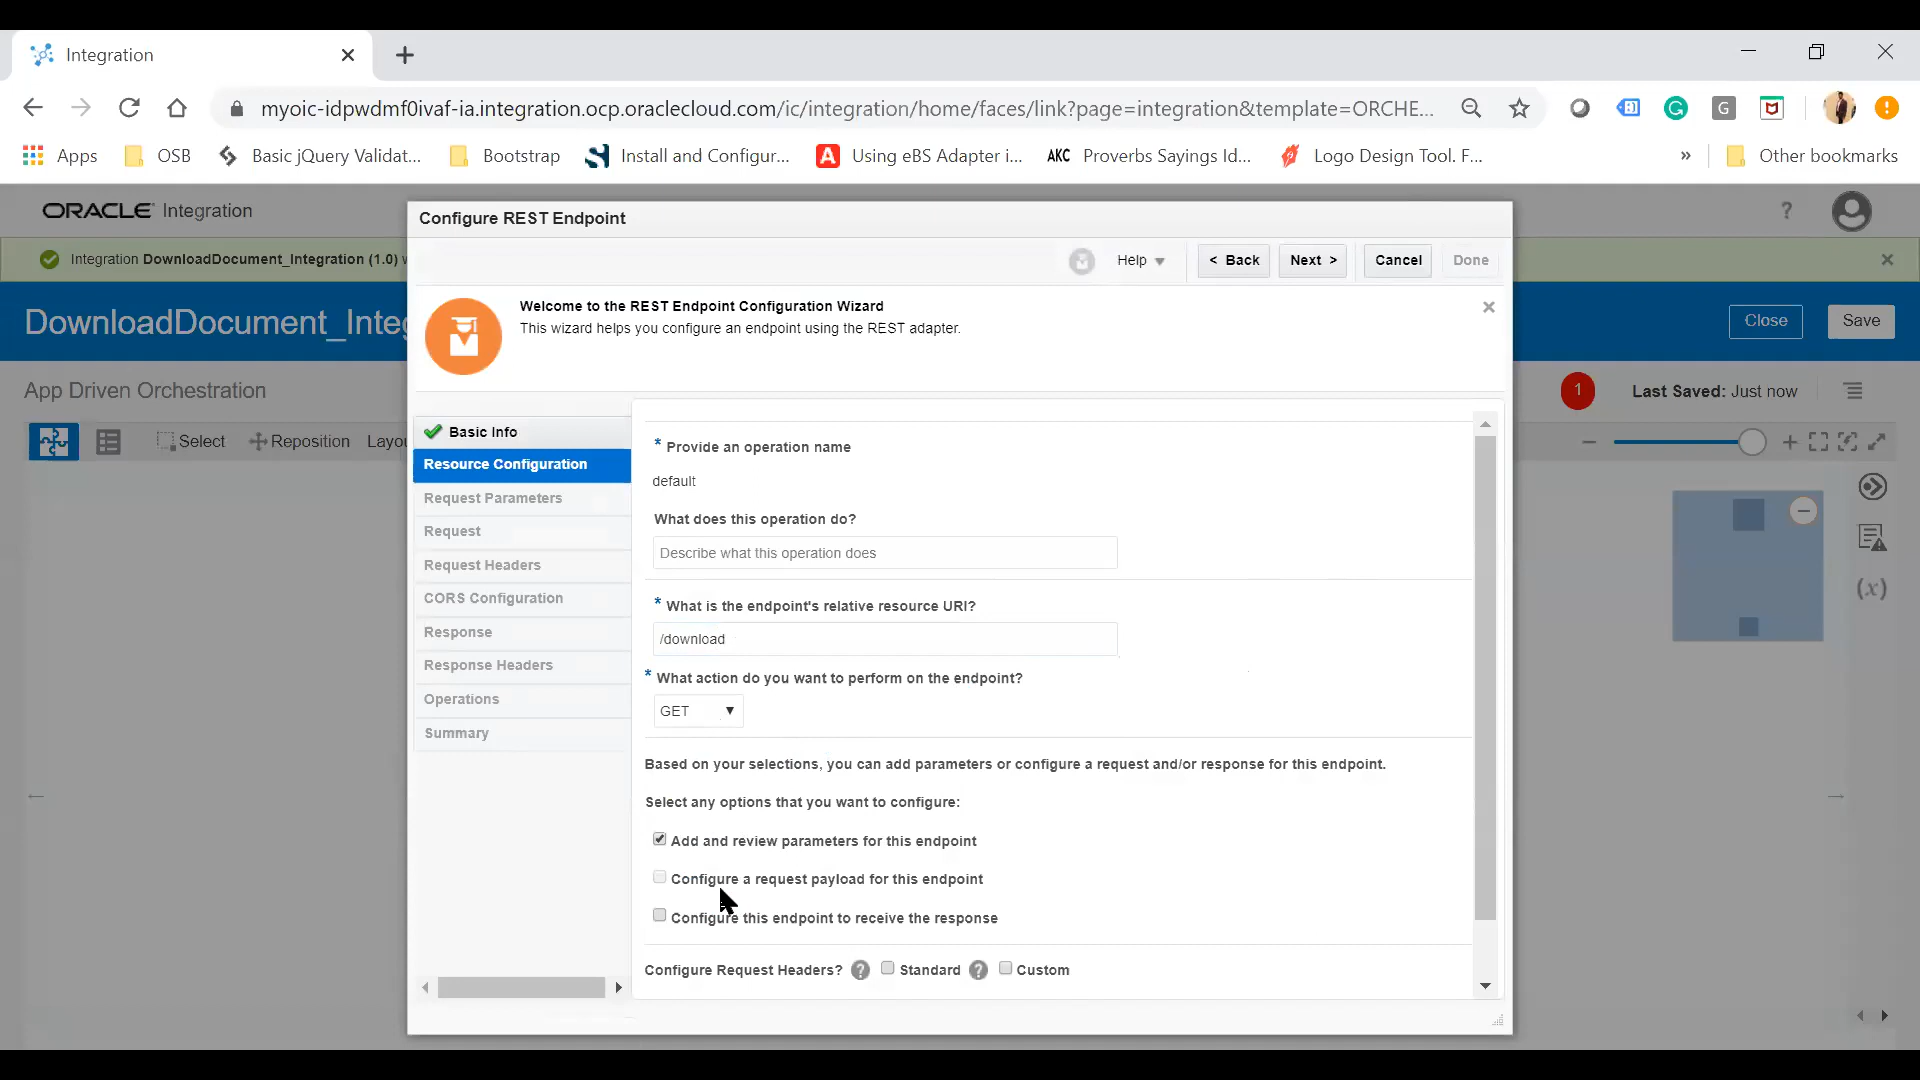 Integration
myoic-idpwdmf0ivaf-ia.integration.ocp.oraclecloud.com/ic/integration/home/faces/link?page=integration&template=ORCHE...
Apps OSB Basic jQuery Validat... Bootstrap Install and Configur... Using eBS Adapter i... AKC Proverbs Sayings Id... Logo Design Tool. F... » Other bookmarks
ORACLE Integration
Configure REST Endpoint
Integration DownloadDocument_Integration (1.0) w
Help
< Back
Next >
Cancel
Done
Welcome to the REST Endpoint Configuration Wizard
This wizard helps you configure an endpoint using the REST adapter.
DownloadDocument_Integ
Close
Save
App Driven Orchestration
1
Last Saved: Just now
Select
Reposition
Layou
Basic Info
Resource Configuration
Request Parameters
Request
Request Headers
CORS Configuration
Response
Response Headers
Operations
Summary
* Provide an operation name
default
What does this operation do?
Describe what this operation does
* What is the endpoint's relative resource URI?
/download
* What action do you want to perform on the endpoint?
GET
Based on your selections, you can add parameters or configure a request and/or response for this endpoint.
Select any options that you want to configure:
Add and review parameters for this endpoint
Configure a request payload for this endpoint
Configure this endpoint to receive the response
Configure Request Headers? ? Standard ? Custom
(x)